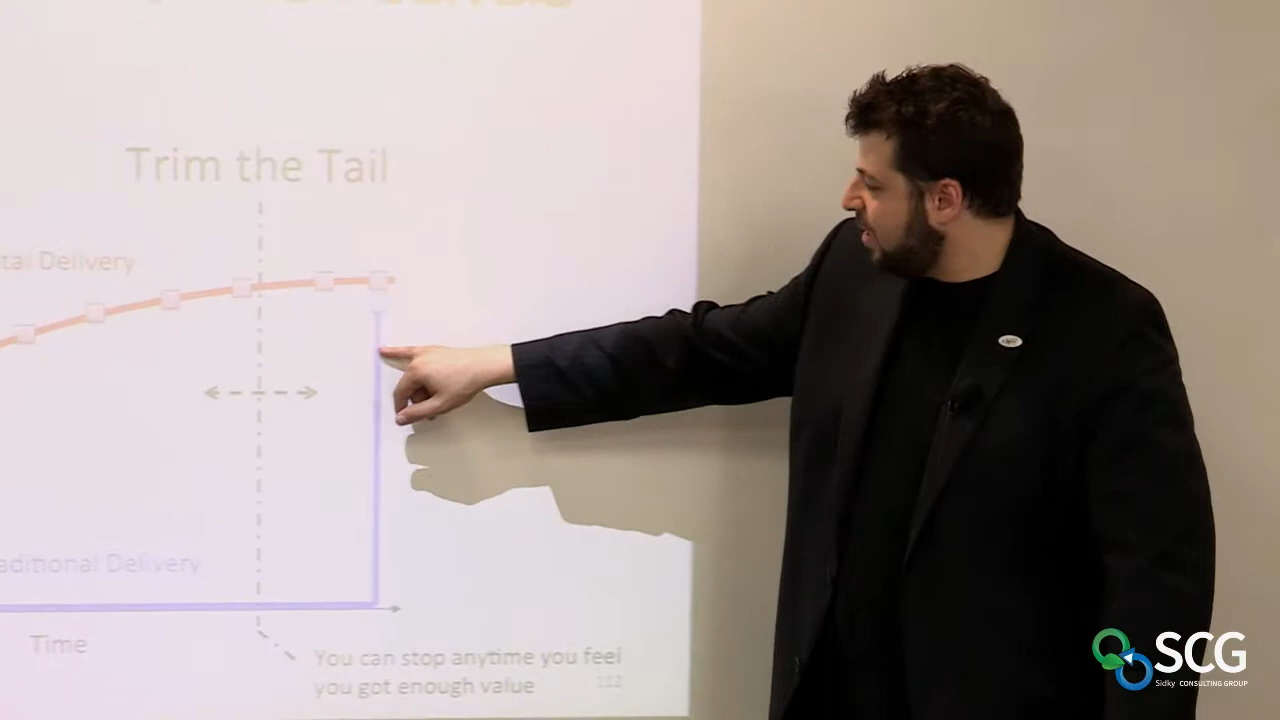 Trim the Tail
tal Delivery
aditional Delivery
Time
You can stop anytime you feel
you got enough value
112
SCG
Sidky CONSULTING GROUP